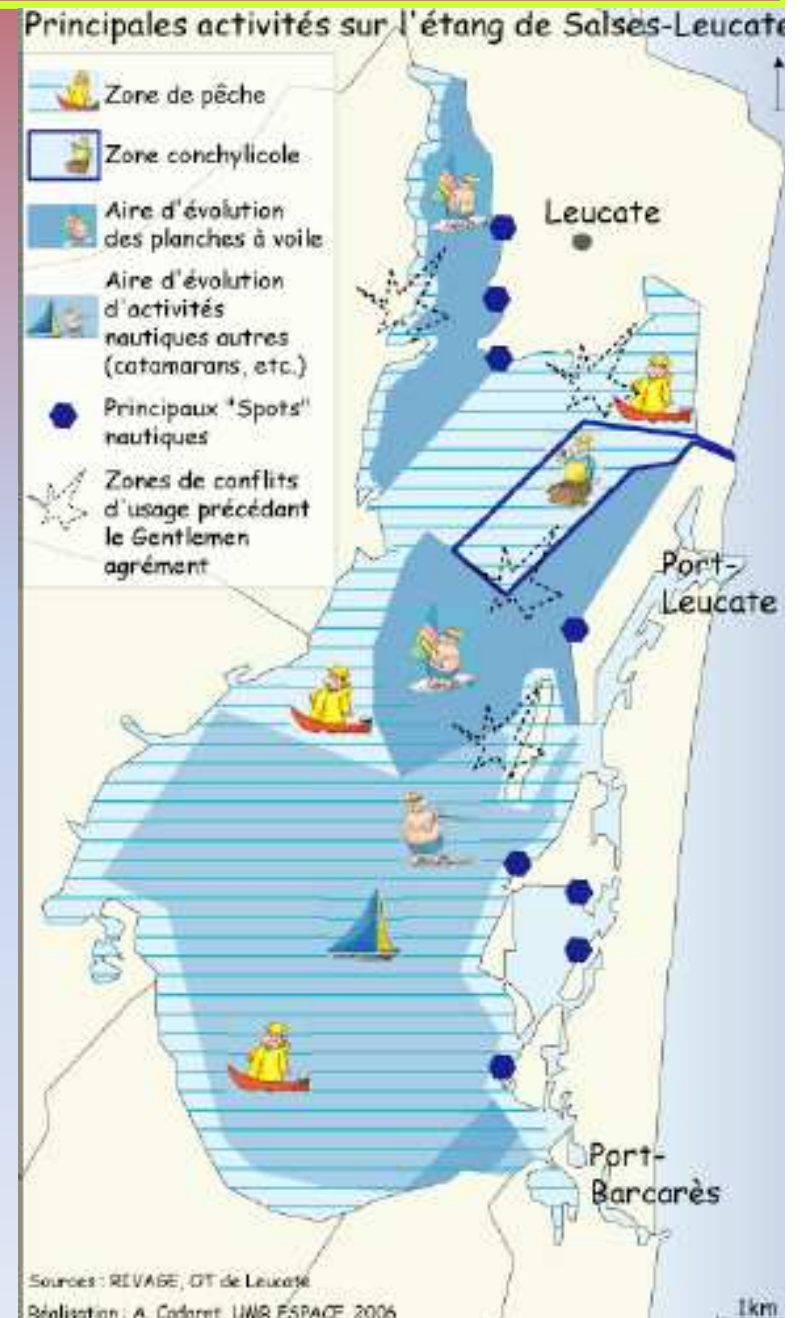 Principales activités sur l'étang de Salses-Leucate
Zone de pêche
Zone conchylicole
Aire d'évolution
des planches à voile
Aire d'évolution
d'activités
nautiques autres
(catamarans, etc.)
Principaux "Spots"
nautiques
Zones de conflits
d'usage précédant
le Gentlemen
agrément
Leucate
Port-
Leucate
Port-
Barcarès
Sources : RIVAGE, OT de Leucate
Réalisation : A. Cadoret, UMR ESPACE, 2006
1km